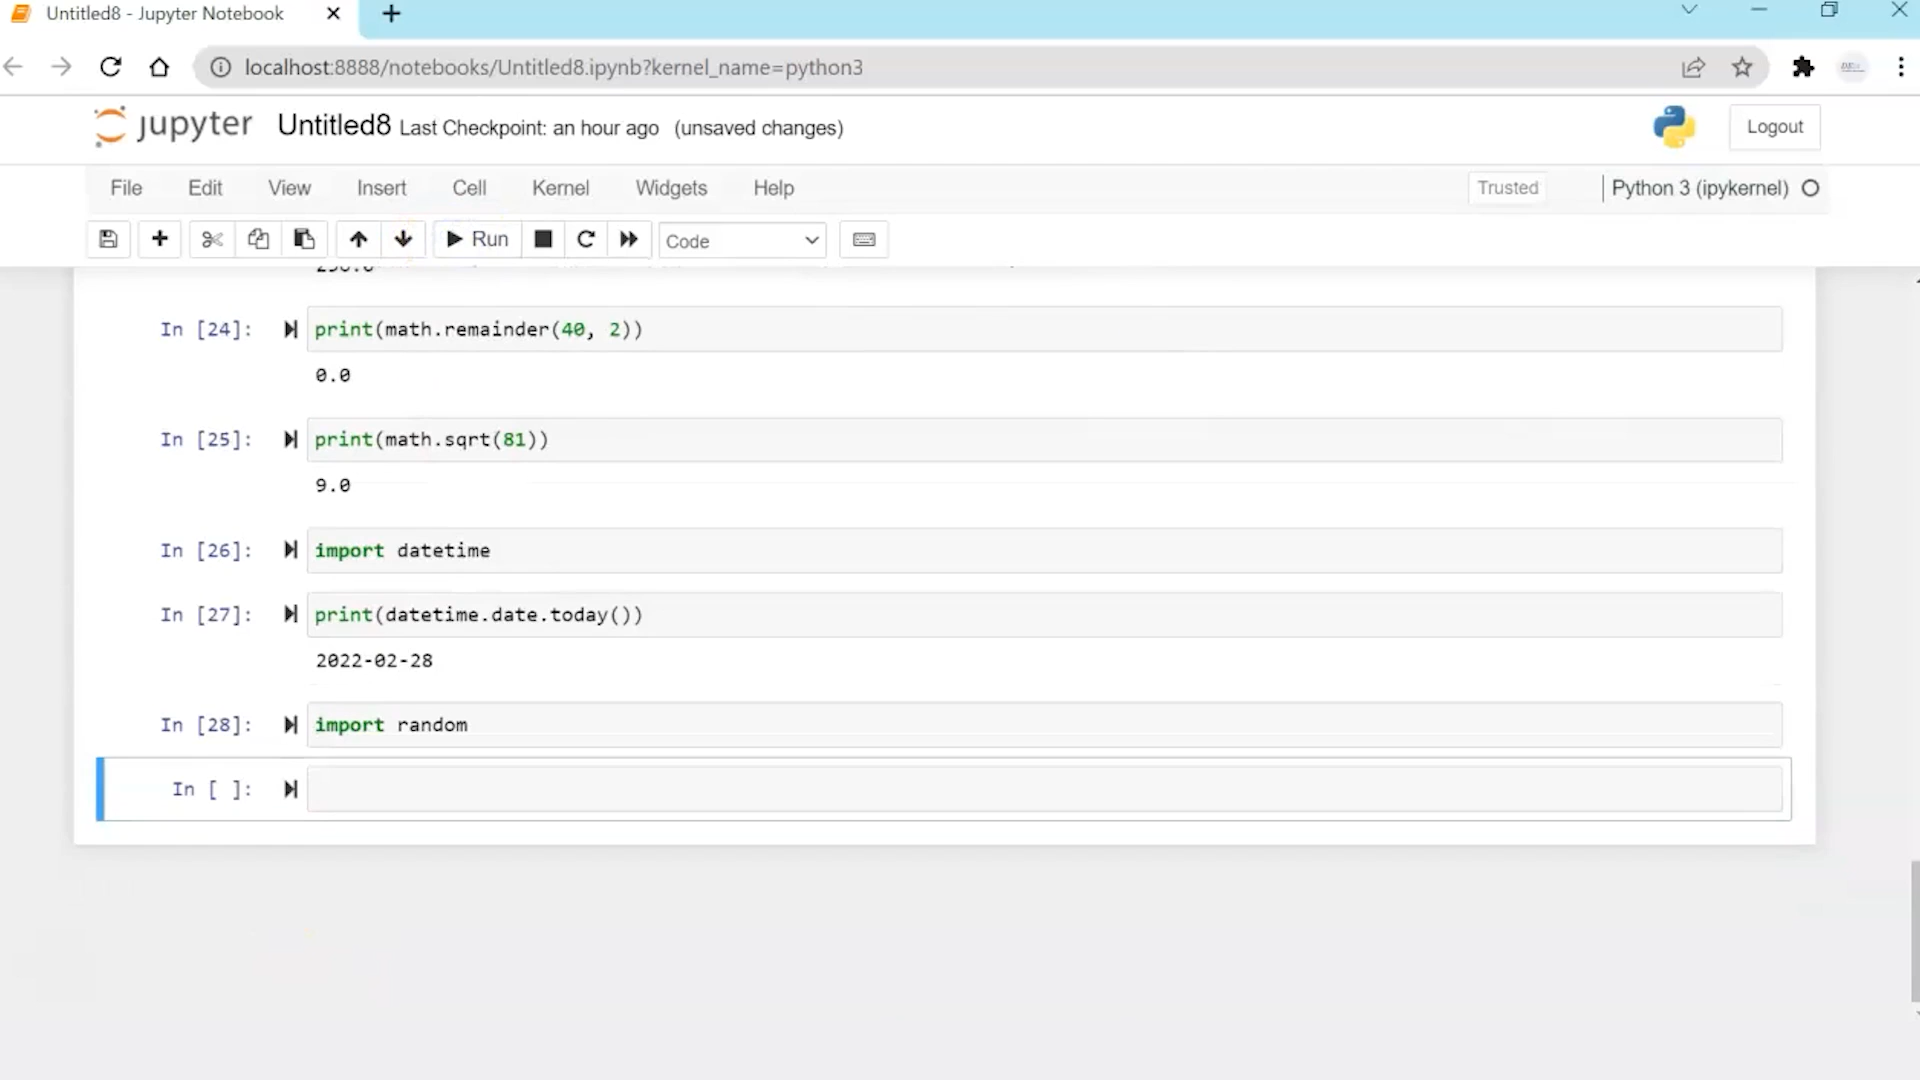 Untitled8 - Jupyter Notebook
localhost:8888/notebooks/Untitled8.ipynb?kernel_name=python3
jupyter Untitled8 Last Checkpoint: an hour ago (unsaved changes)
Logout
File Edit View Insert Cell Kernel Widgets Help
Trusted
Python 3 (ipykernel)
Run
Code
In [24]: print(math.remainder(40, 2))
0.0
In [25]: print(math.sqrt(81))
9.0
In [26]: import datetime
In [27]: print(datetime.date.today())
2022-02-28
In [28]: import random
In [ ]: